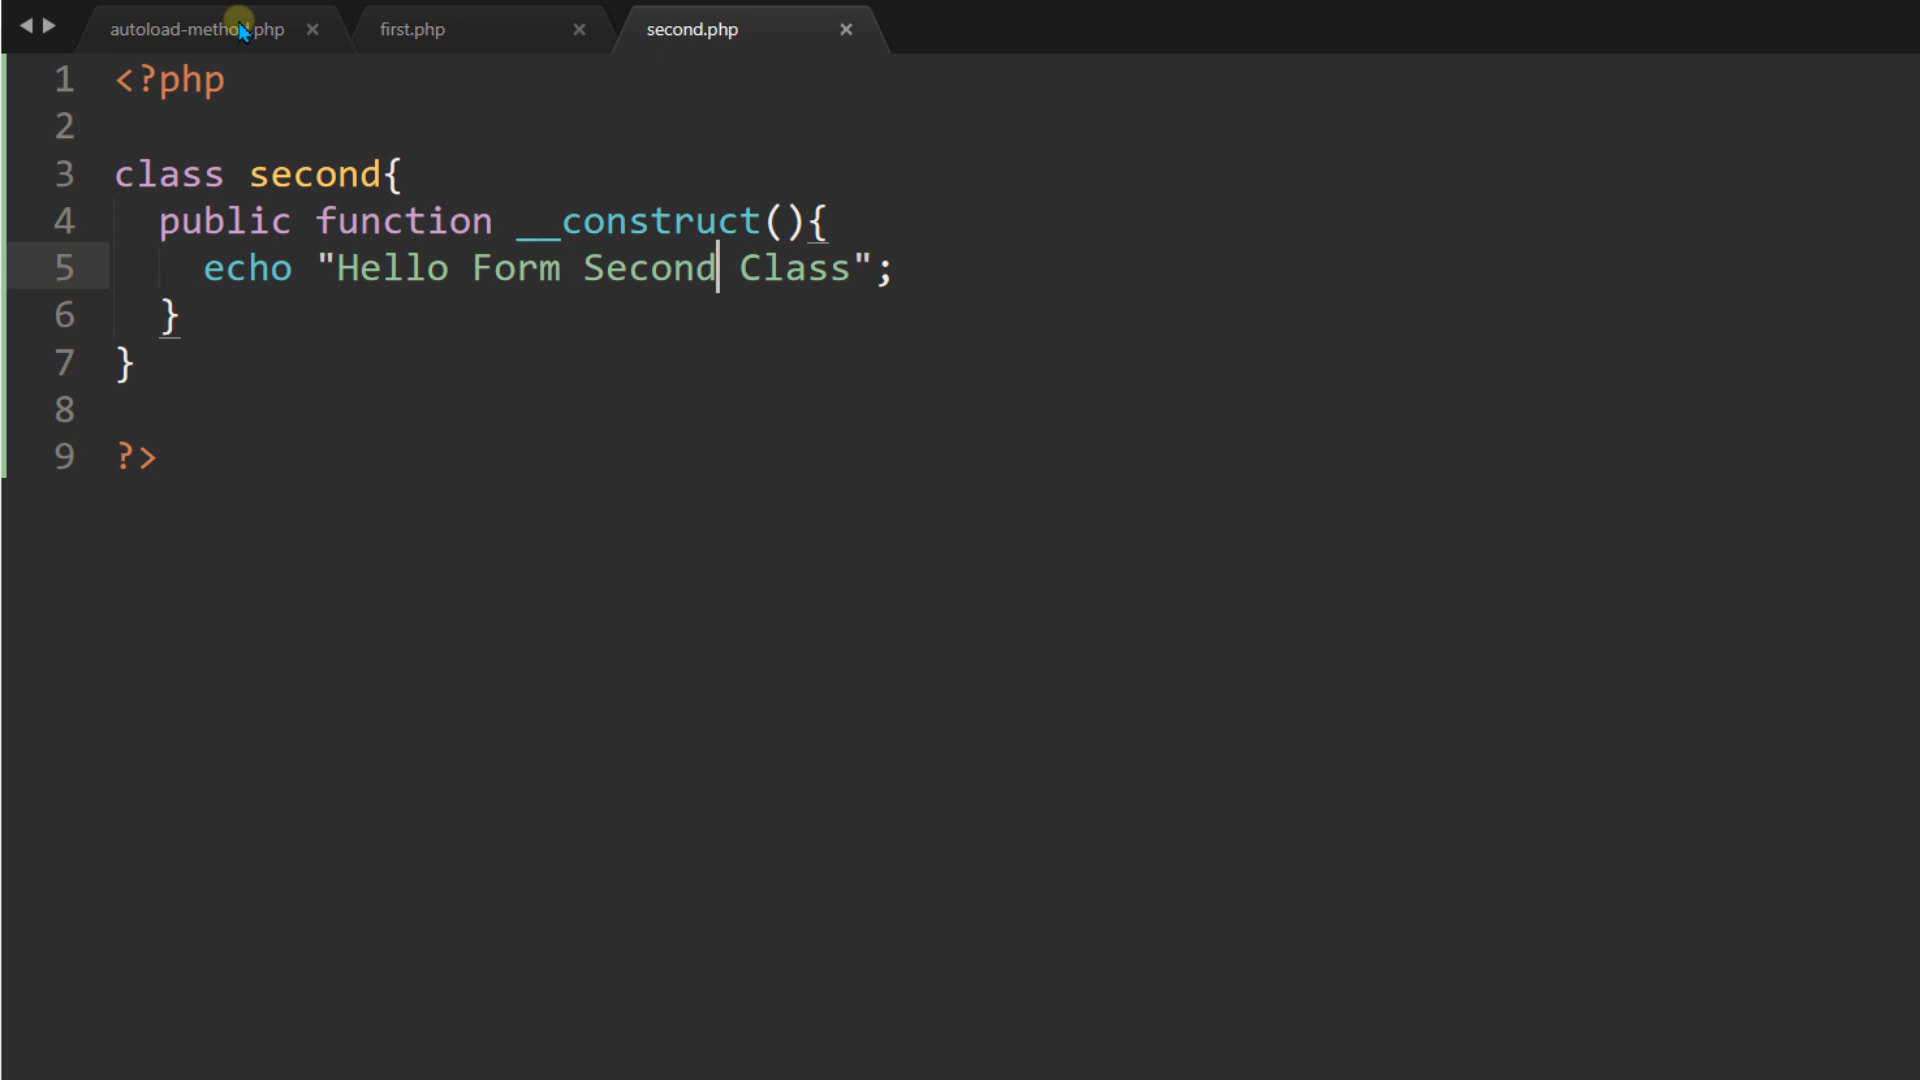 autoload-method.php first.php second.php
1 <?php
2
3 class second{
4 public function __construct(){
5 echo "Hello Form Second Class";
6 }
7 }
8
9 ?>